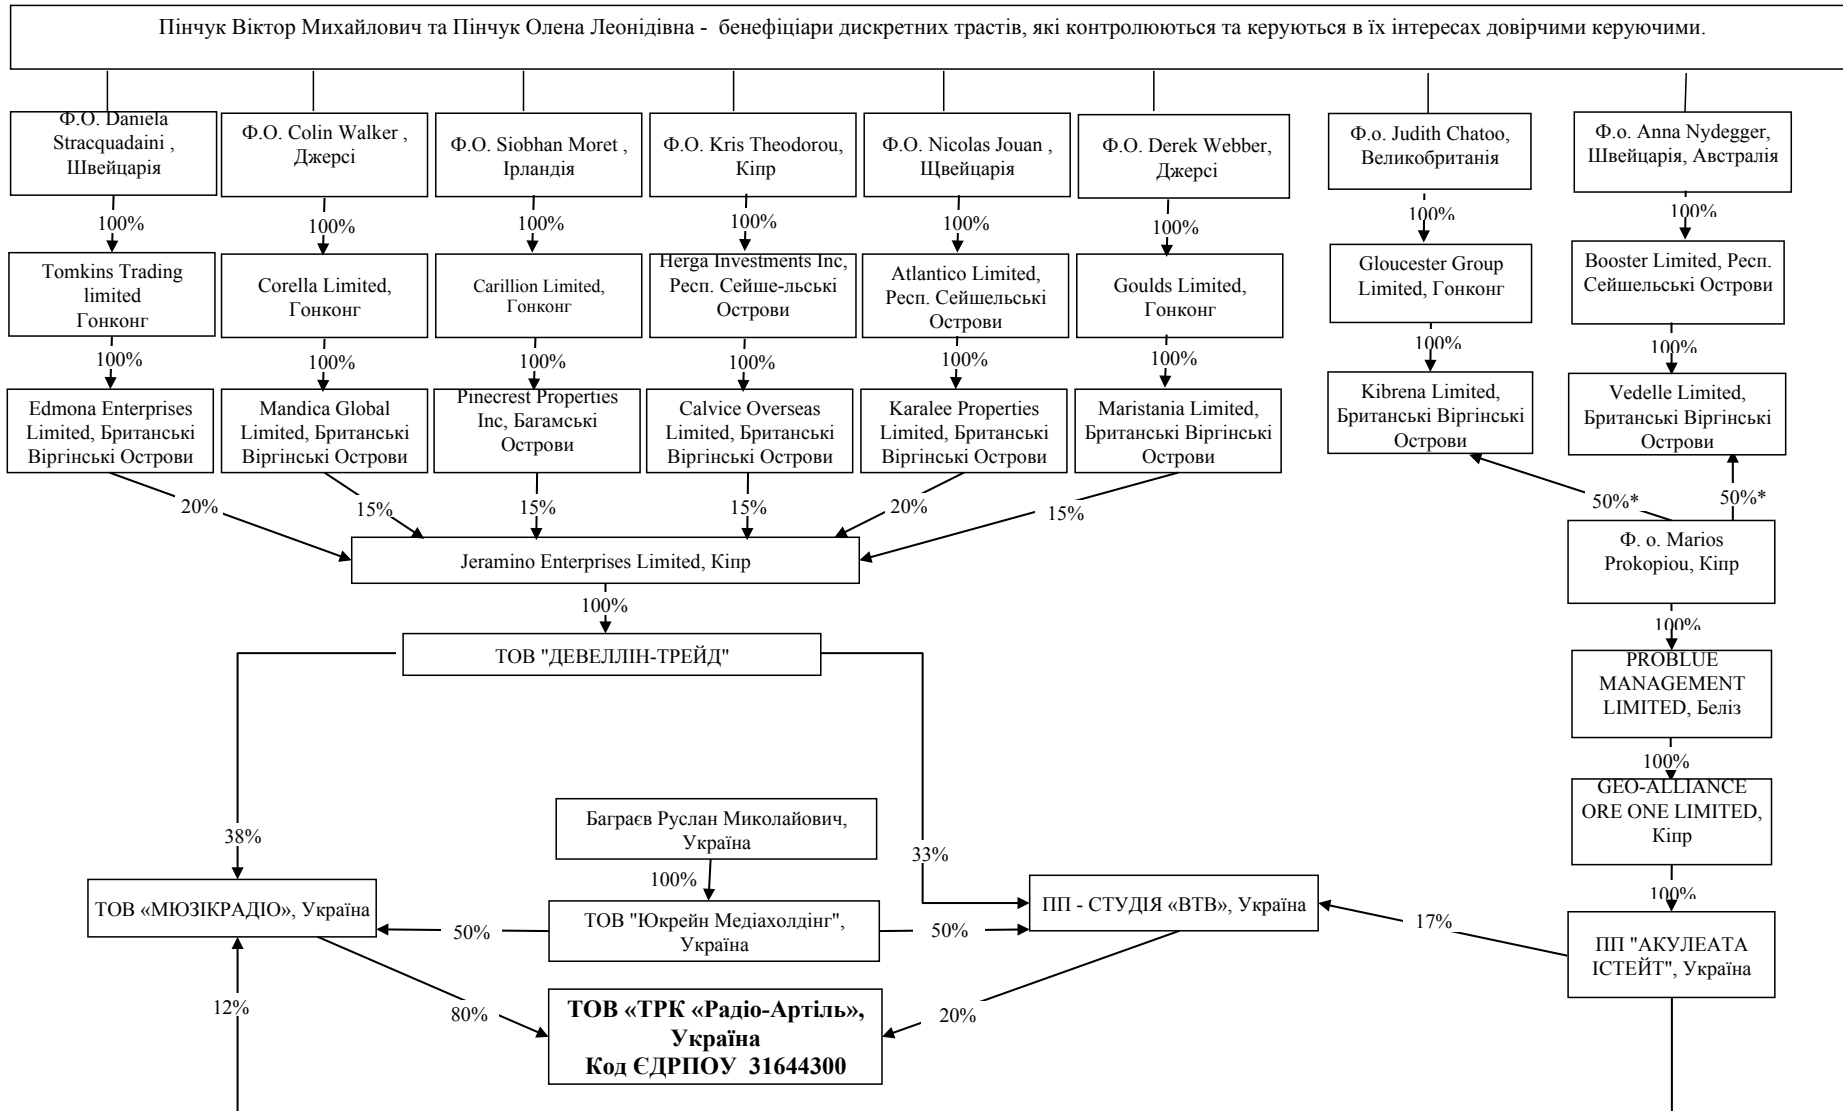 Пінчук Віктор Михайлович та Пінчук Олена Леонідівна - бенефіціари дискретних трастів, які контролюються та керуються в їх інтересах довірчими керуючими.
Ф.О. Daniela
Stracquadaini ,
Швейцарія
Ф.О. Colin Walker ,
Джерсі
Ф.О. Siobhan Moret ,
Ірландія
Ф.О. Kris Theodorou,
Кіпр
Ф.О. Nicolas Jouan ,
Щвейцарія
Ф.О. Derek Webber,
Джерсі
Ф.о. Judith Chatoo,
Великобританія
Ф.о. Anna Nydegger,
Швейцарія, Австралія
100%
100%
100%
100%
100%
100%
100%
100%
Tomkins Trading
limited
Гонконг
Corella Limited,
Гонконг
Carillion Limited,
Гонконг
Herga Investments Inc,
Респ. Сейше-льські
Острови
Atlantico Limited,
Респ. Сейшельські
Острови
Goulds Limited,
Гонконг
Gloucester Group
Limited, Гонконг
Booster Limited, Респ.
Сейшельські Острови
100%
100%
100%
100%
100%
100%
100%
100%
Edmona Enterprises
Limited, Британські
Віргінські Острови
Mandica Global
Limited, Британські
Віргінські Острови
Pinecrest Properties
Inc, Багамські
Острови
Calvice Overseas
Limited, Британські
Віргінські Острови
Karalee Properties
Limited, Британські
Віргінські Острови
Maristania Limited,
Британські Віргінські
Острови
Kibrena Limited,
Британські Віргінські
Острови
Vedelle Limited,
Британські Віргінські
Острови
20%
15%
15%
15%
20%
15%
50%*
50%*
Jeramino Enterprises Limited, Кіпр
Ф. о. Marios
Prokopiou, Кіпр
100%
100%
ТОВ "ДЕВЕЛЛІН-ТРЕЙД"
PROBLUE
MANAGEMENT
LIMITED, Беліз
100%
GEO-ALLIANCE
ORE ONE LIMITED,
Кіпр
Баграєв Руслан Миколайович,
Україна
38%
33%
100%
100%
ТОВ «МЮЗІКРАДІО», Україна
ТОВ "Юкрейн Медіахолдінг",
Україна
ПП - СТУДІЯ «ВТВ», Україна
50%
50%
17%
ПП "АКУЛЕАТА
ІСТЕЙТ", Україна
12%
80%
20%
ТОВ «ТРК «Радіо-Артіль»,
Україна
Код ЄДРПОУ 31644300